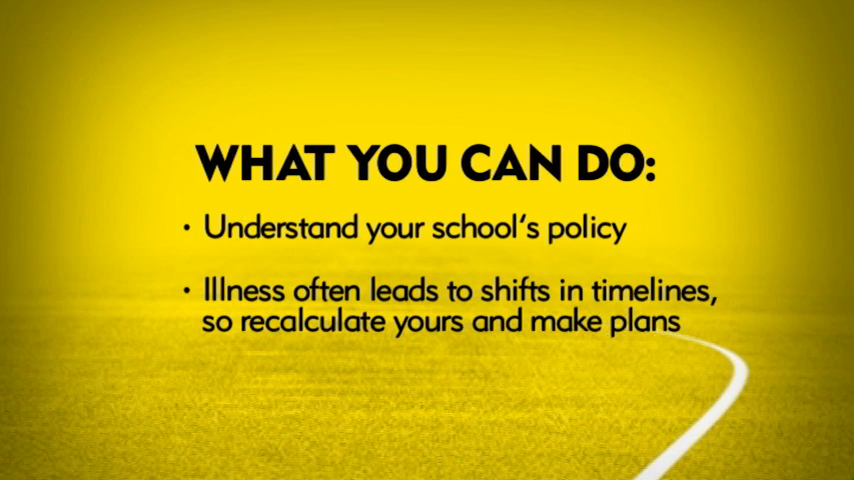 WHAT YOU CAN DO:
· Understand your school's policy
· Illness often leads to shifts in timelines,
so recalculate yours and make plans